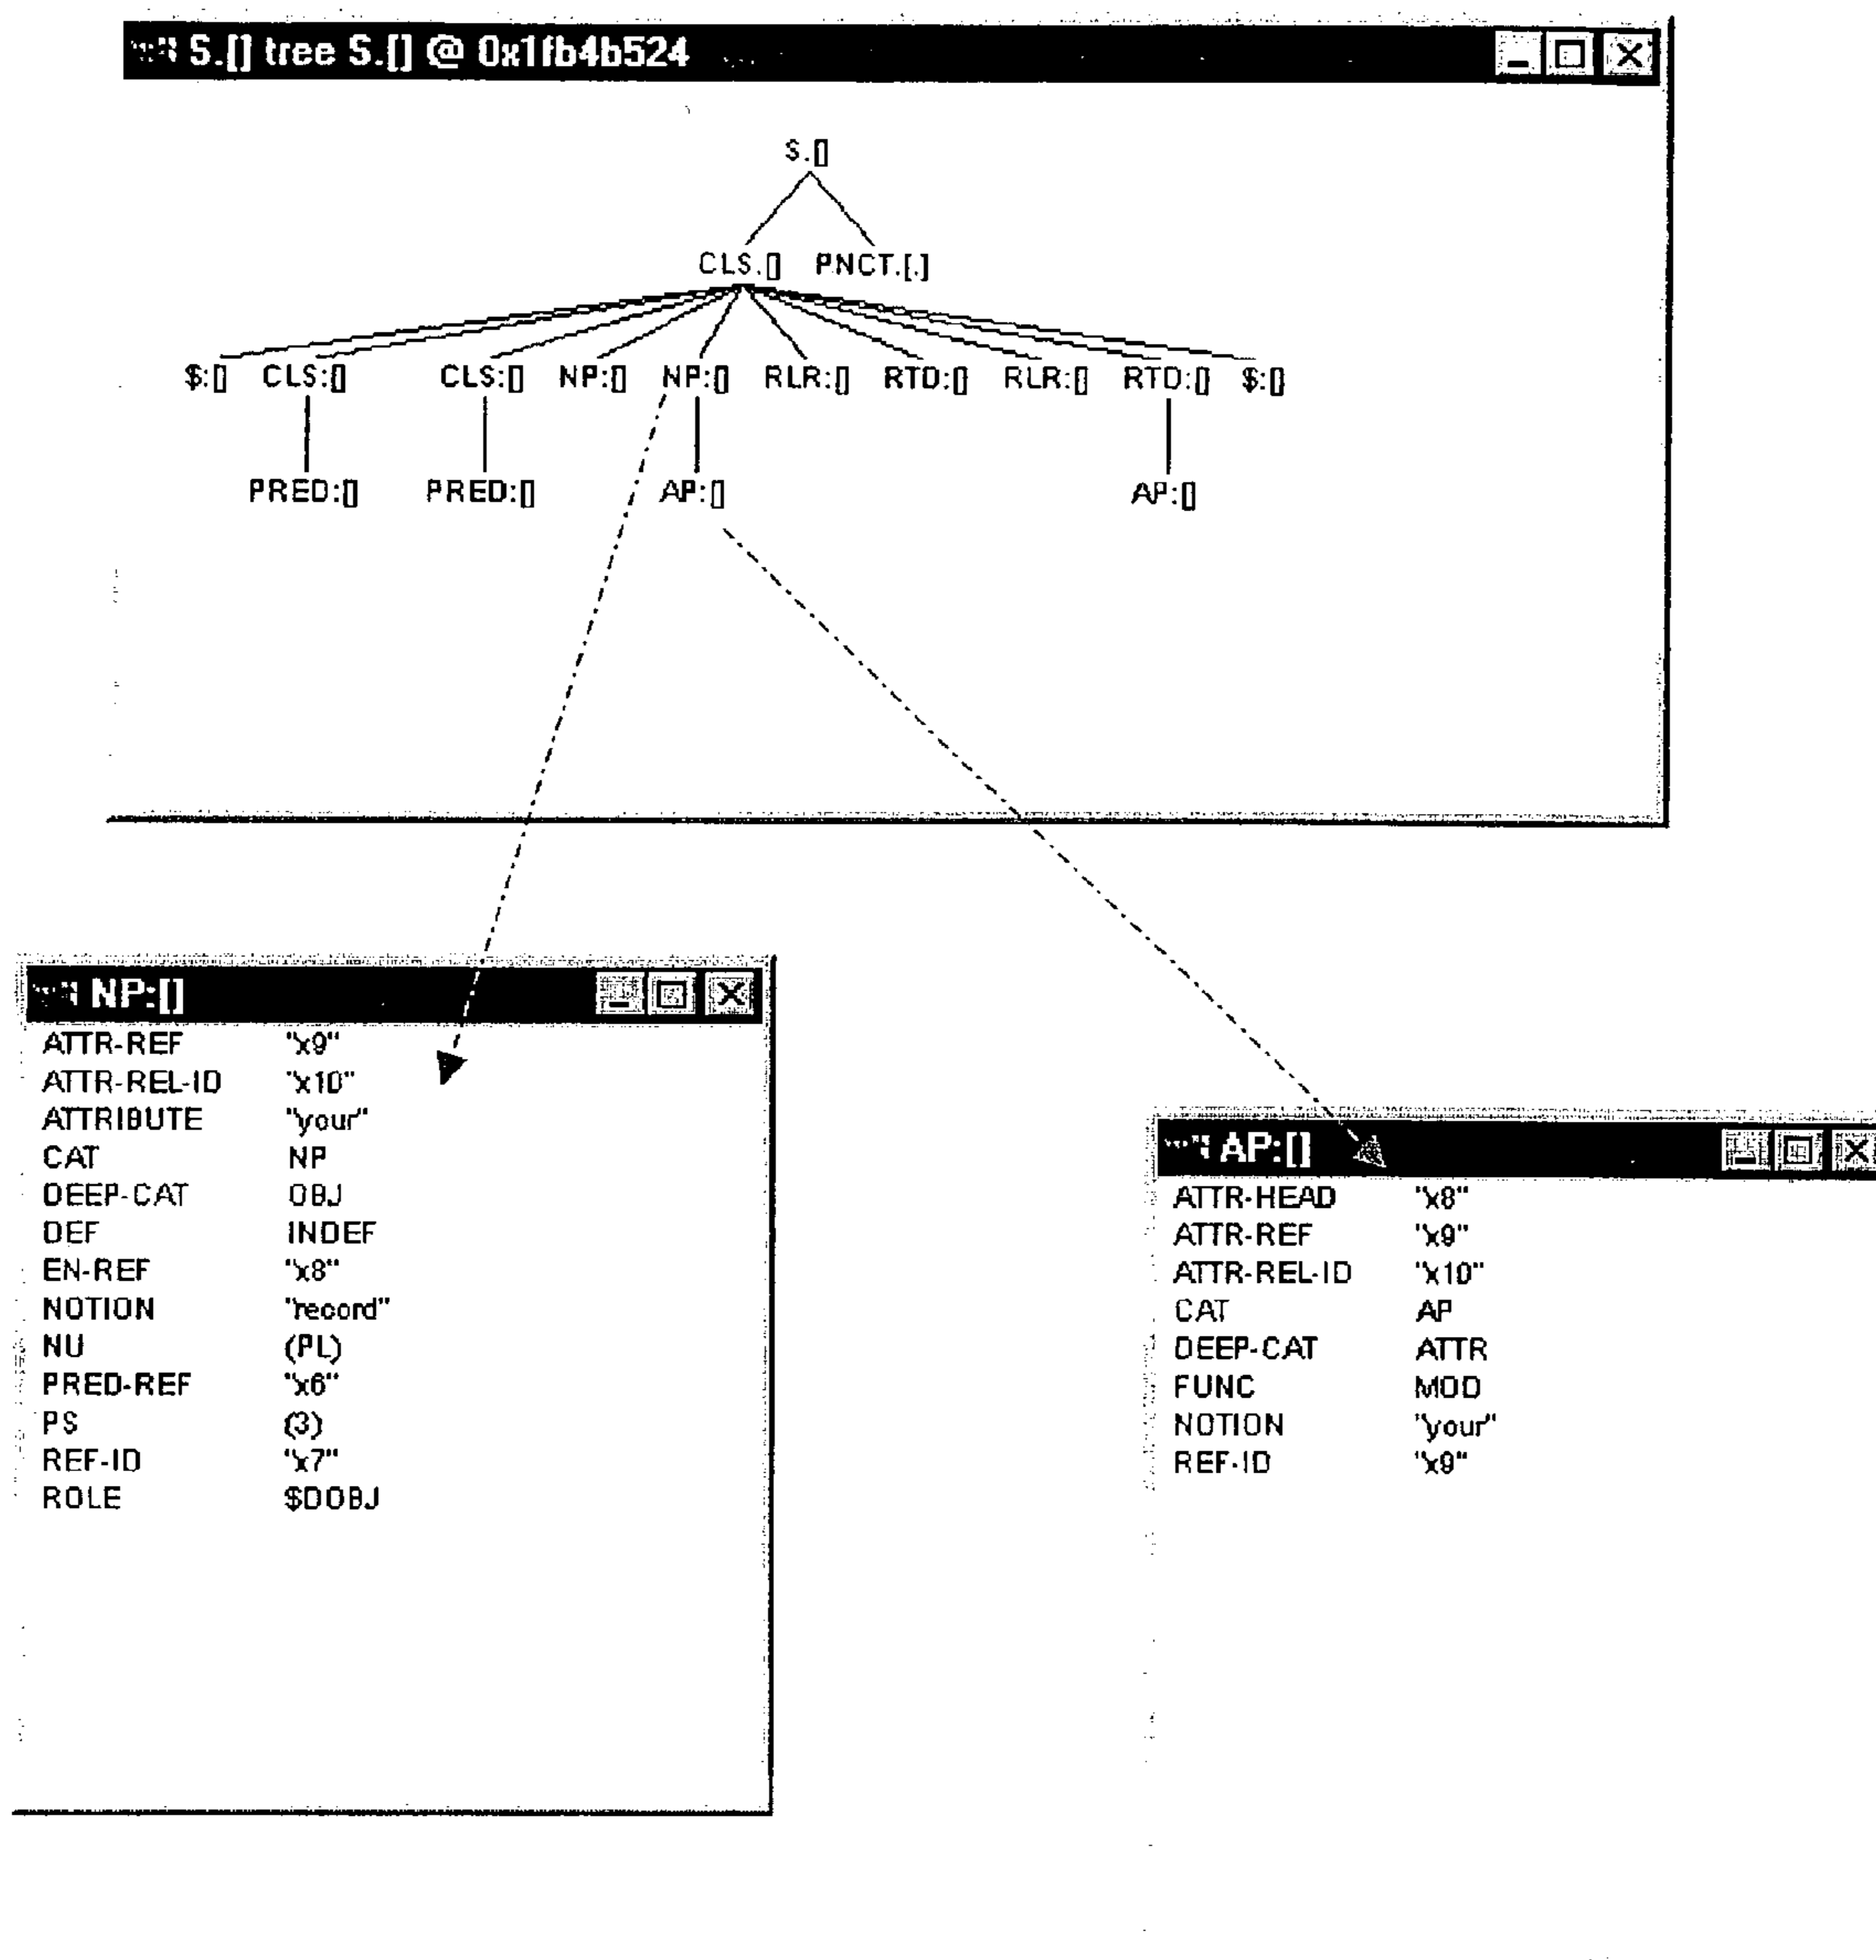 S.[] tree S.[] @ 0x1fb4b524
S.[]
CLS.[] PNCT.[.]
$:[] CLS:[] CLS:[] NP:[] NP:[] RLR:[] RTD:[] RLR:[] RTD:[] $:[]
PRED:[] PRED:[] AP:[] AP:[]
NP:[]
ATTR-REF "x9"
ATTR-REL-ID "x10"
ATTRIBUTE "your"
CAT NP
DEEP-CAT OBJ
DEF INDEF
EN-REF "x8"
NOTION "record"
NU (PL)
PRED-REF "x6"
PS (3)
REF-ID "x7"
ROLE $DOBJ
AP:[]
ATTR-HEAD "x8"
ATTR-REF "x9"
ATTR-REL-ID "x10"
CAT AP
DEEP-CAT ATTR
FUNC MOD
NOTION "your"
REF-ID "x9"